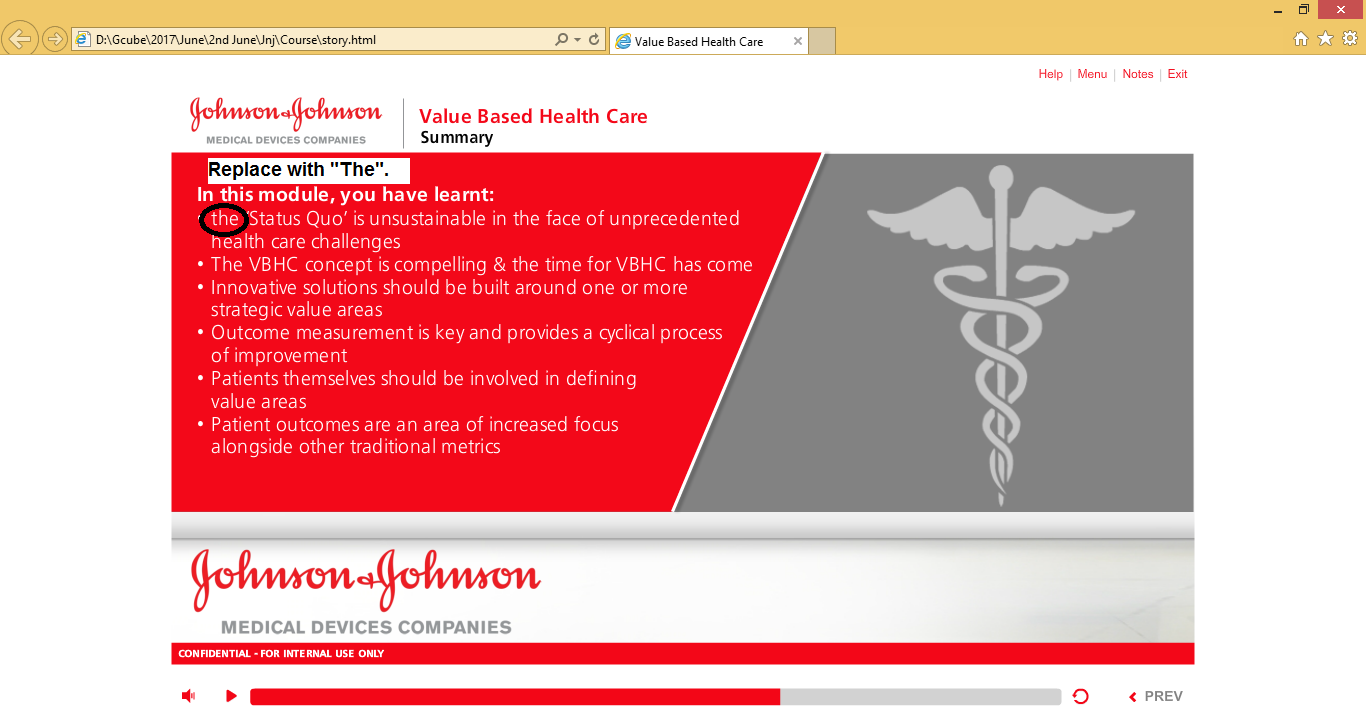 D:\Gcube\2017\June\2nd June\Jnj\Course\story.html
Value Based Health Care
Help | Menu | Notes | Exit
Johnson & Johnson
MEDICAL DEVICES COMPANIES
Value Based Health Care
Summary
Replace with "The".
In this module, you have learnt:
• the ‘Status Quo’ is unsustainable in the face of unprecedented
health care challenges
• The VBHC concept is compelling & the time for VBHC has come
• Innovative solutions should be built around one or more
strategic value areas
• Outcome measurement is key and provides a cyclical process
of improvement
• Patients themselves should be involved in defining
value areas
• Patient outcomes are an area of increased focus
alongside other traditional metrics
Johnson & Johnson
MEDICAL DEVICES COMPANIES
CONFIDENTIAL - FOR INTERNAL USE ONLY
PREV